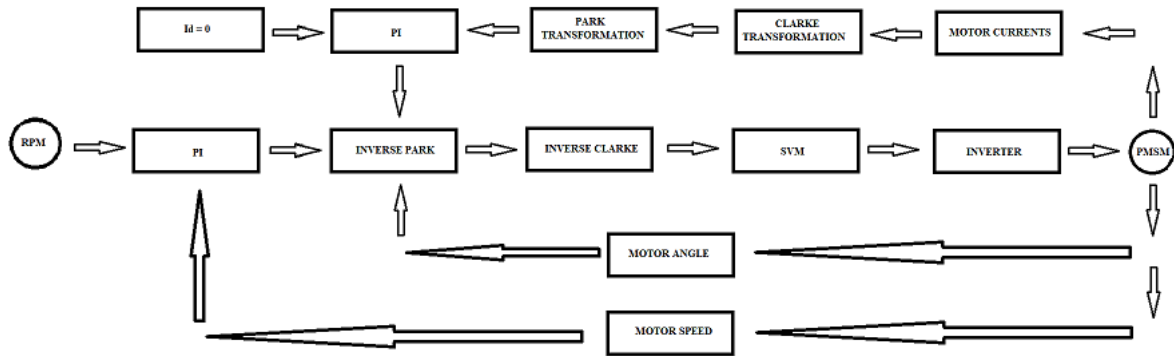 Id = 0
PI
PARK
TRANSFORMATION
CLARKE
TRANSFORMATION
MOTOR CURRENTS
RPM
PI
INVERSE PARK
INVERSE CLARKE
SVM
INVERTER
PMSM
MOTOR ANGLE
MOTOR SPEED